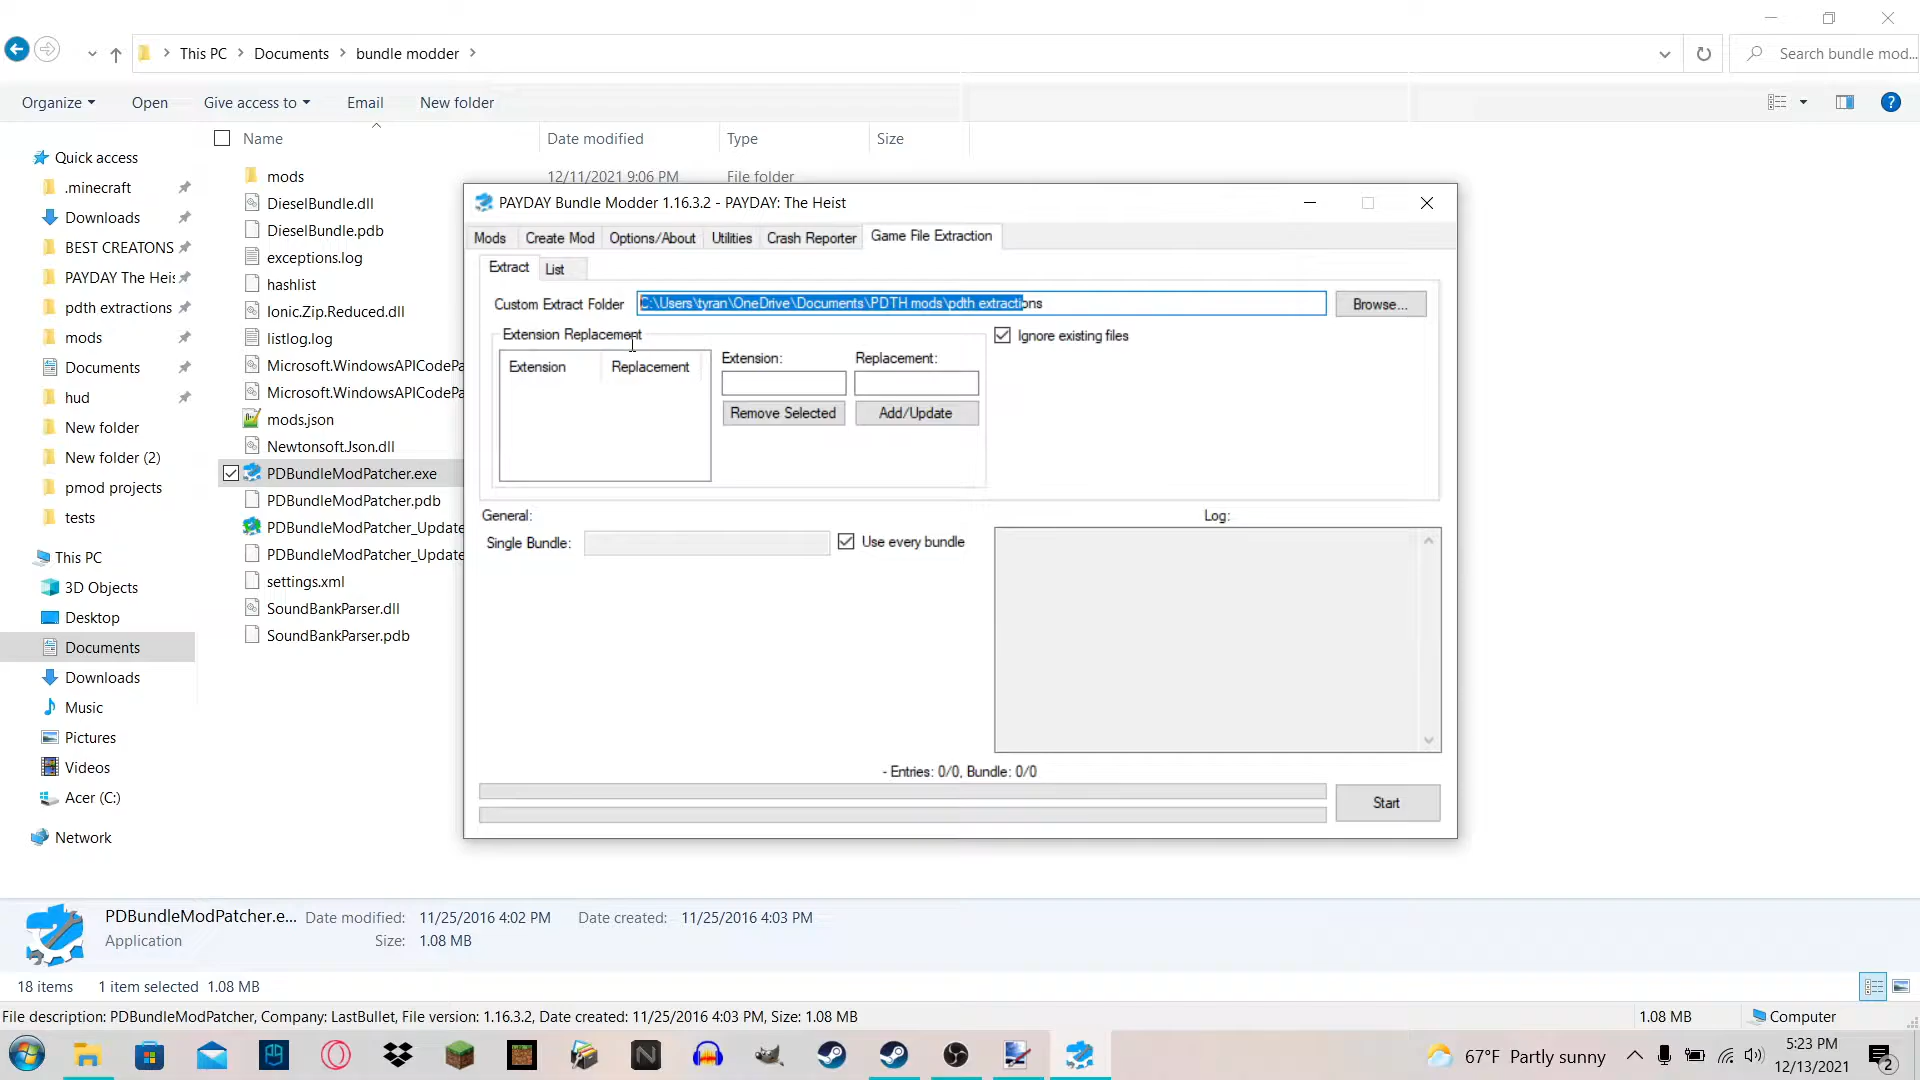 This PC
Documents
bundle modder
Search bundle mod...
Organize
Open
Give access to
Email
New folder
Name
Date modified
Type
Size
Quick access
.minecraft
Downloads
BEST CREATONS
PAYDAY The Heis
pdth extractions
mods
Documents
hud
New folder
New folder (2)
pmod projects
tests
This PC
3D Objects
Desktop
Documents
Downloads
Music
Pictures
Videos
Acer (C:)
Network
mods
12/11/2021 9:06 PM
File folder
DieselBundle.dll
DieselBundle.pdb
exceptions.log
hashlist
Ionic.Zip.Reduced.dll
listlog.log
Microsoft.WindowsAPICodePa
Microsoft.WindowsAPICodePa
mods.json
Newtonsoft.Json.dll
PDBundleModPatcher.exe
PDBundleModPatcher.pdb
PDBundleModPatcher_Update
PDBundleModPatcher_Update
settings.xml
SoundBankParser.dll
SoundBankParser.pdb
PAYDAY Bundle Modder 1.16.3.2 - PAYDAY: The Heist
Mods
Create Mod
Options/About
Utilities
Crash Reporter
Game File Extraction
Extract
List
Custom Extract Folder
C:\Users\tyran\OneDrive\Documents\PDTH mods\pdth extractions
Browse...
Extension Replacement
Ignore existing files
Extension
Replacement
Extension:
Replacement:
Remove Selected
Add/Update
General:
Log:
Single Bundle:
Use every bundle
- Entries: 0/0, Bundle: 0/0
Start
PDBundleModPatcher.e...
Date modified: 11/25/2016 4:02 PM
Date created: 11/25/2016 4:03 PM
Application
Size: 1.08 MB
18 items
1 item selected 1.08 MB
File description: PDBundleModPatcher, Company: LastBullet, File version: 1.16.3.2, Date created: 11/25/2016 4:03 PM, Size: 1.08 MB
1.08 MB
Computer
67°F Partly sunny
5:23 PM
12/13/2021
2